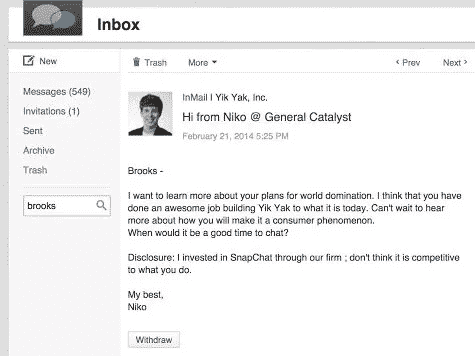 Inbox
New
Trash
More
Prev
Next
Messages (549)
Invitations (1)
Sent
Archive
Trash
brooks
InMail I Yik Yak, Inc.
Hi from Niko @ General Catalyst
February 21, 2014 5:25 PM
Brooks -
I want to learn more about your plans for world domination. I think that you have
done an awesome job building Yik Yak to what it is today. Can't wait to hear
more about how you will make it a consumer phenomenon.
When would it be a good time to chat?
Disclosure: I invested in SnapChat through our firm ; don't think it is competitive
to what you do.
My best,
Niko
Withdraw